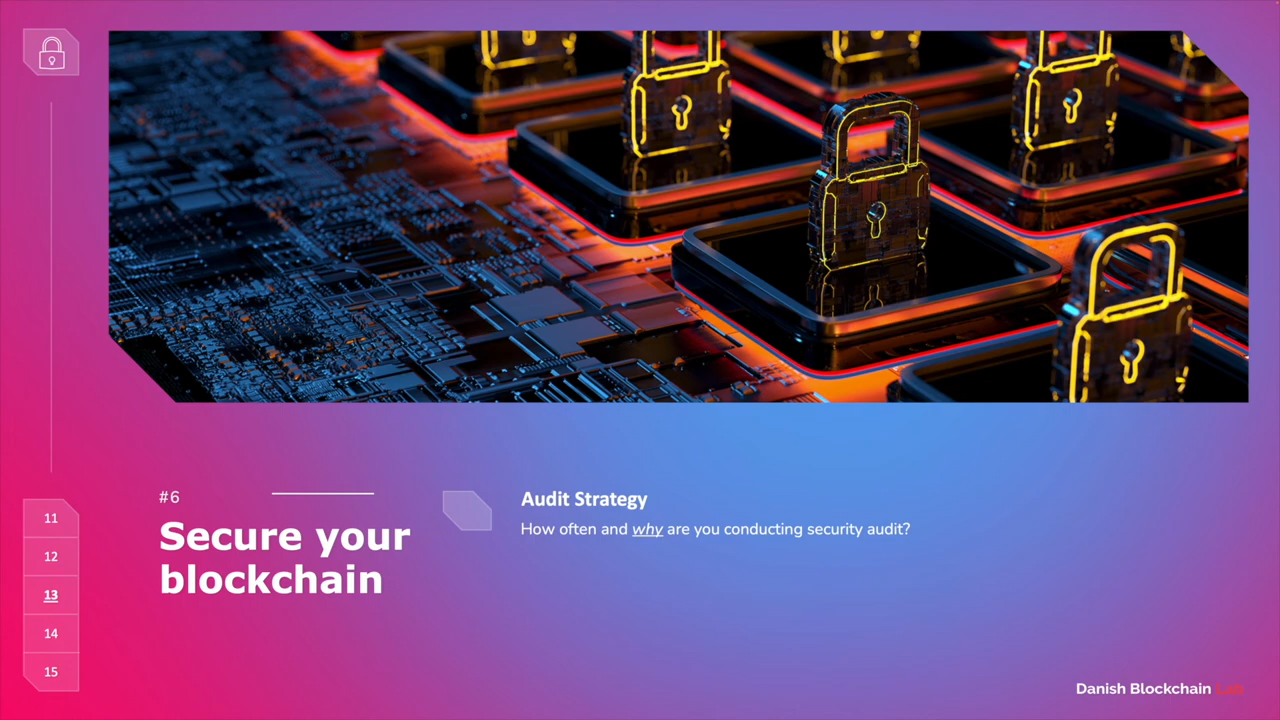 #6
Secure your
blockchain
Audit Strategy
How often and why are you conducting security audit?
11
12
13
14
15
Danish Blockchain Lab